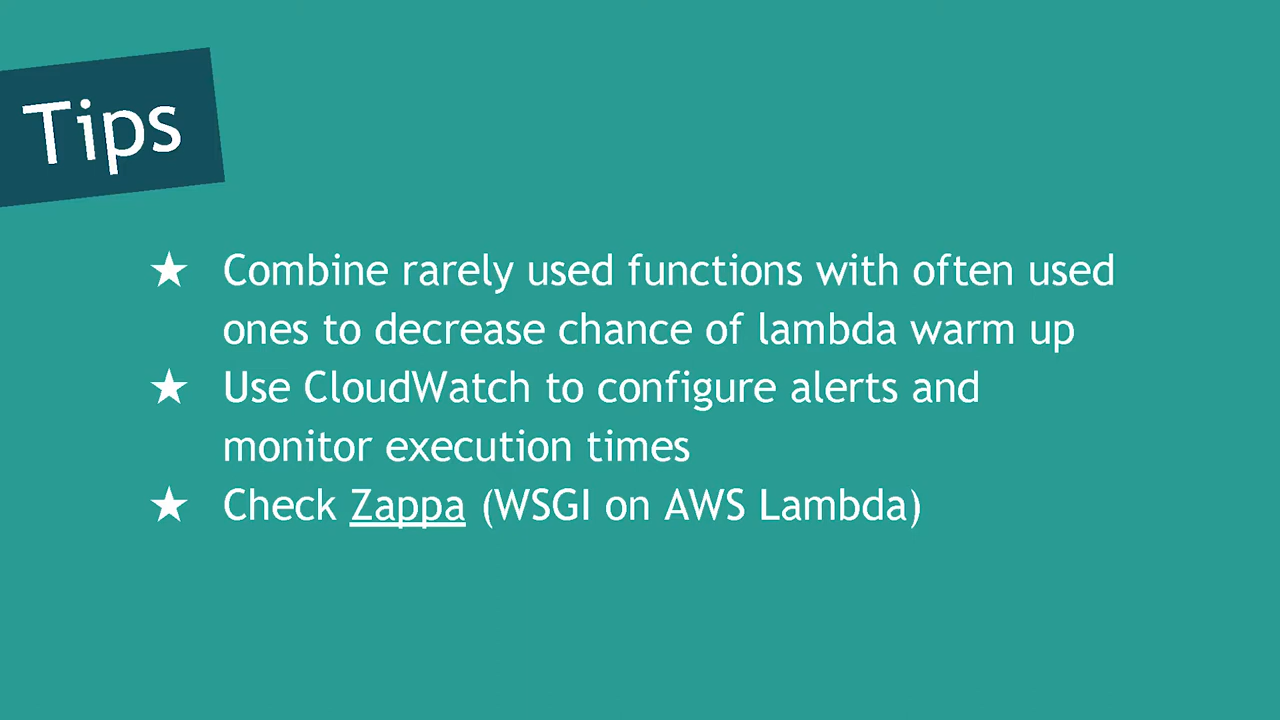 Tips
★ Combine rarely used functions with often used
ones to decrease chance of lambda warm up
★ Use CloudWatch to configure alerts and
monitor execution times
★ Check Zappa (WSGI on AWS Lambda)